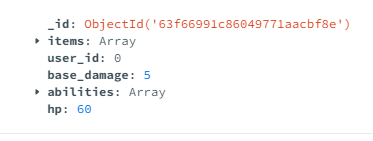 _id: ObjectId('63f66991c86049771aacbf8e')
items: Array
user_id: 0
base_damage: 5
abilities: Array
hp: 60